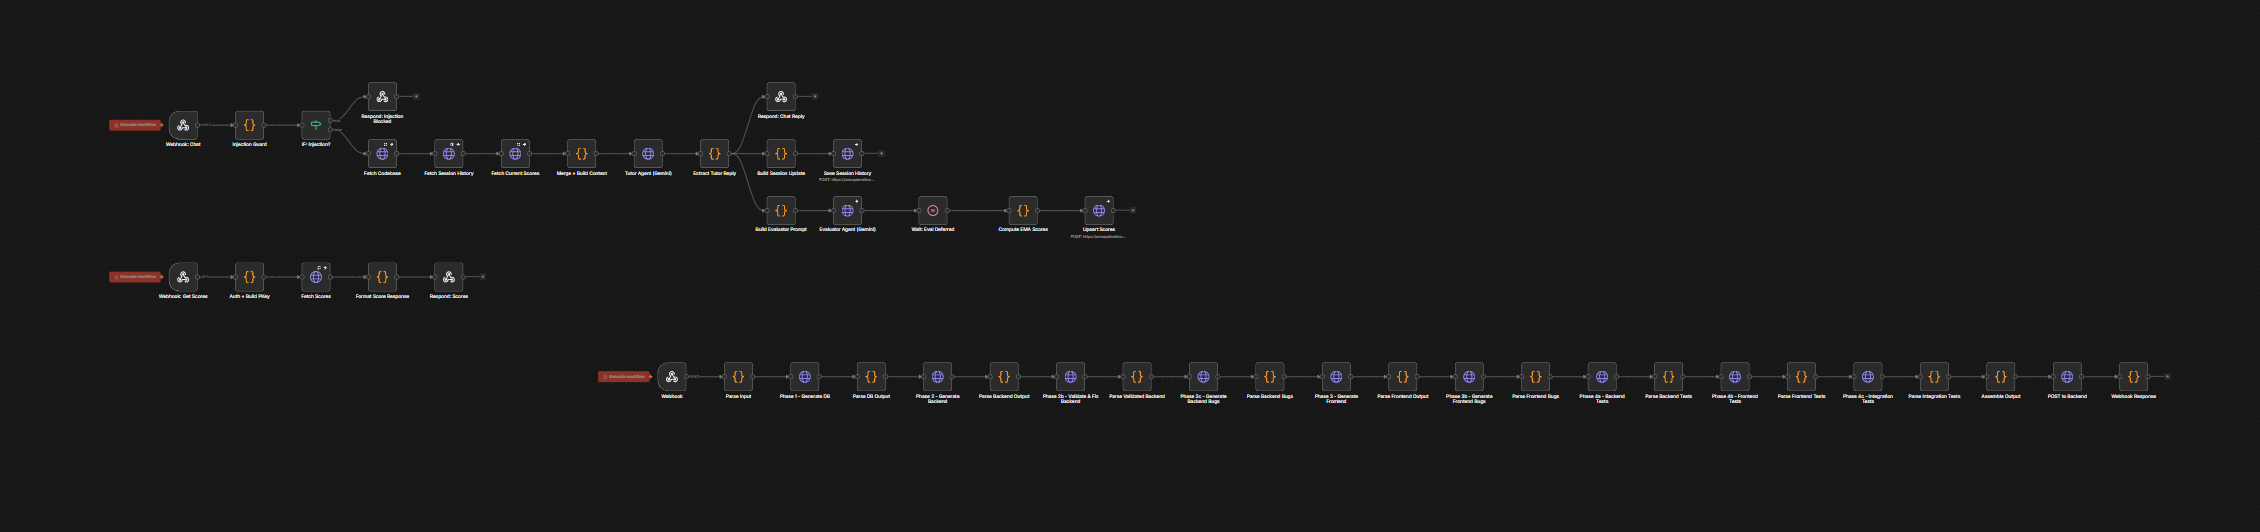 Respond: Injection
Blocked
Respond: Chat Reply
Execute workflow
Webhook: Chat
Injection Guard
IF: Injection?
Fetch Codebase
Fetch Session History
Fetch Current Scores
Merge + Build Context
Tutor Agent (Gemini)
Extract Tutor Reply
Build Session Update
Save Session History
Build Evaluator Prompt
Evaluator Agent (Gemini)
Wait: Eval Deferred
Compute EMA Scores
Upsert Scores
Execute workflow
Webhook: Get Scores
Auth + Build PKey
Fetch Scores
Format Score Response
Respond: Scores
Execute workflow
Webhook
Parse Input
Phase 1 - Generate DB
Parse DB Output
Phase 2 - Generate
Backend
Parse Backend Output
Phase 2b - Validate & Fix
Backend
Parse Validated Backend
Phase 2c - Generate
Backend Bugs
Parse Backend Bugs
Phase 3 - Generate
Frontend
Parse Frontend Output
Phase 3b - Generate
Frontend Bugs
Parse Frontend Bugs
Phase 4a - Backend
Tests
Parse Backend Tests
Phase 4b - Frontend
Tests
Parse Frontend Tests
Phase 4c - Integration
Tests
Parse Integration Tests
Assemble Output
POST to Backend
Webhook Response